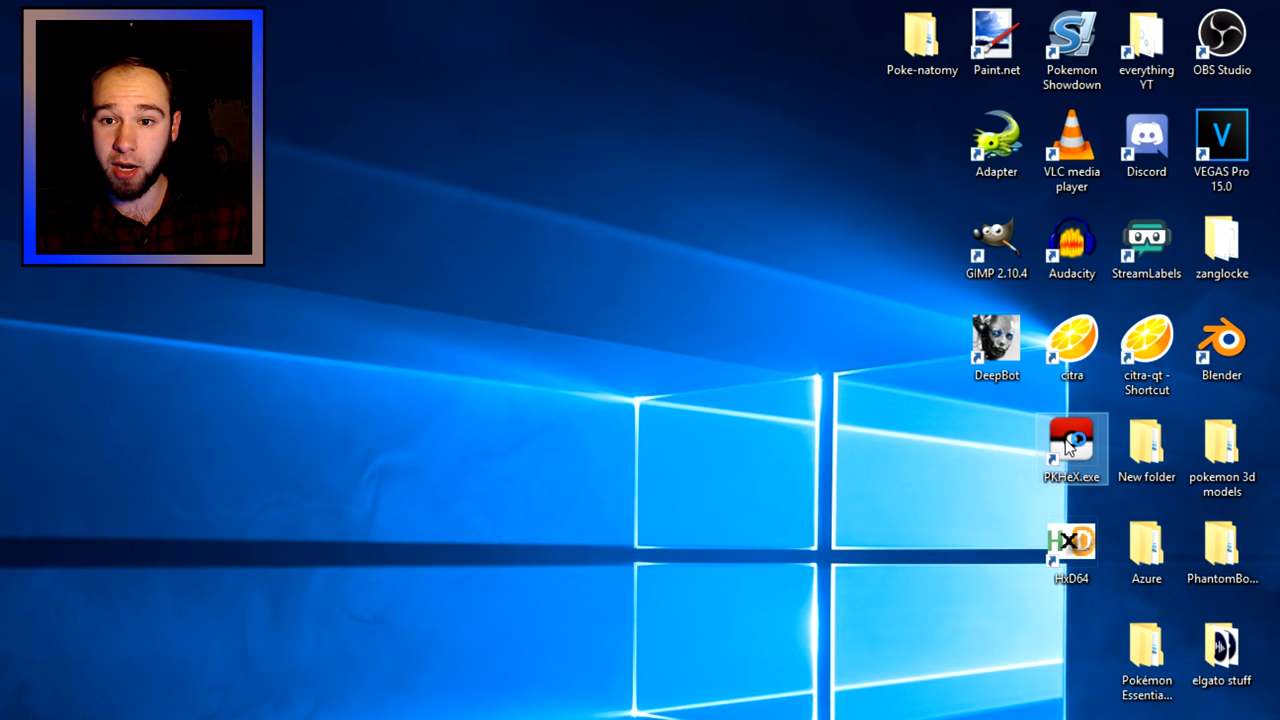 Poke-natomy
Paint.net
Pokemon
Showdown
everything
YT
OBS Studio
Adapter
VLC media
player
Discord
VEGAS Pro
15.0
GIMP 2.10.4
Audacity
StreamLabels
zanglocke
DeepBot
citra
citra-qt -
Shortcut
Blender
PKHeX.exe
New folder
pokemon 3d
models
HxD
HxD64
Azure
PhantomBo...
Pokémon
Essentia...
elgato stuff